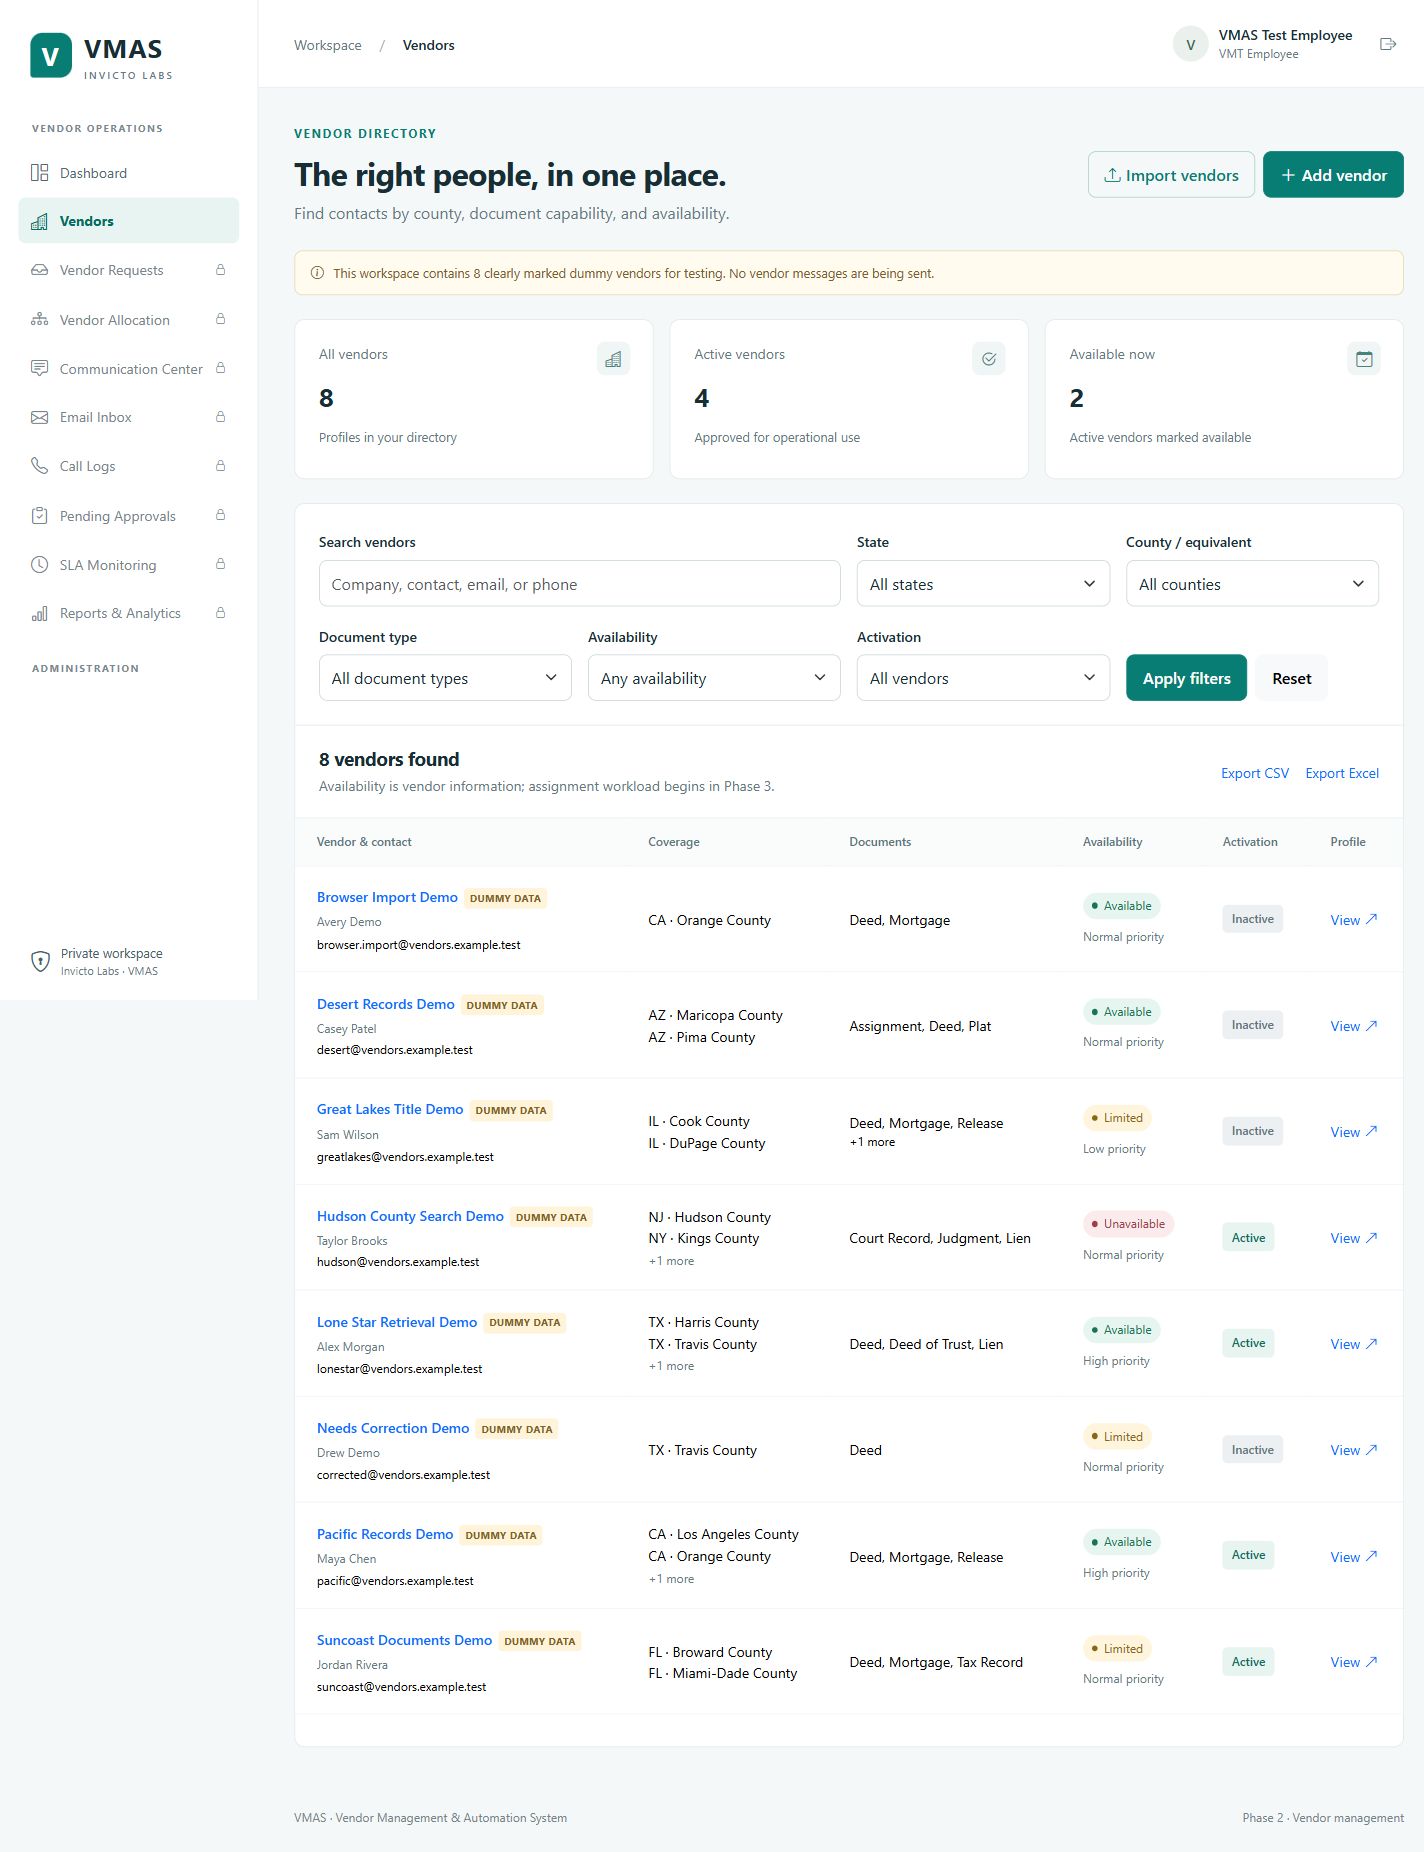 V
VMAS
INVICTO LABS
VENDOR OPERATIONS
Dashboard
Vendors
Vendor Requests
Vendor Allocation
Communication Center
Email Inbox
Call Logs
Pending Approvals
SLA Monitoring
Reports & Analytics
ADMINISTRATION
Private workspace
Invicto Labs · VMAS
Workspace / Vendors
V
VMAS Test Employee
VMT Employee
VENDOR DIRECTORY
The right people, in one place.
Find contacts by county, document capability, and availability.
Import vendors
+ Add vendor
This workspace contains 8 clearly marked dummy vendors for testing. No vendor messages are being sent.
All vendors
8
Profiles in your directory
Active vendors
4
Approved for operational use
Available now
2
Active vendors marked available
Search vendors
Company, contact, email, or phone
State
All states
County / equivalent
All counties
Document type
All document types
Availability
Any availability
Activation
All vendors
Apply filters
Reset
8 vendors found
Availability is vendor information; assignment workload begins in Phase 3.
Export CSV Export Excel
Vendor & contact Coverage Documents Availability Activation Profile
Browser Import Demo DUMMY DATA
Avery Demo
browser.import@vendors.example.test
CA · Orange County
Deed, Mortgage
Available
Normal priority
Inactive
View ↗
Desert Records Demo DUMMY DATA
Casey Patel
desert@vendors.example.test
AZ · Maricopa County
AZ · Pima County
Assignment, Deed, Plat
Available
Normal priority
Inactive
View ↗
Great Lakes Title Demo DUMMY DATA
Sam Wilson
greatlakes@vendors.example.test
IL · Cook County
IL · DuPage County
Deed, Mortgage, Release
+1 more
Limited
Low priority
Inactive
View ↗
Hudson County Search Demo DUMMY DATA
Taylor Brooks
hudson@vendors.example.test
NJ · Hudson County
NY · Kings County
+1 more
Court Record, Judgment, Lien
Unavailable
Normal priority
Active
View ↗
Lone Star Retrieval Demo DUMMY DATA
Alex Morgan
lonestar@vendors.example.test
TX · Harris County
TX · Travis County
+1 more
Deed, Deed of Trust, Lien
Available
High priority
Active
View ↗
Needs Correction Demo DUMMY DATA
Drew Demo
corrected@vendors.example.test
TX · Travis County
Deed
Limited
Normal priority
Inactive
View ↗
Pacific Records Demo DUMMY DATA
Maya Chen
pacific@vendors.example.test
CA · Los Angeles County
CA · Orange County
+1 more
Deed, Mortgage, Release
Available
High priority
Active
View ↗
Suncoast Documents Demo DUMMY DATA
Jordan Rivera
suncoast@vendors.example.test
FL · Broward County
FL · Miami-Dade County
Deed, Mortgage, Tax Record
Limited
Normal priority
Active
View ↗
VMAS · Vendor Management & Automation System
Phase 2 · Vendor management